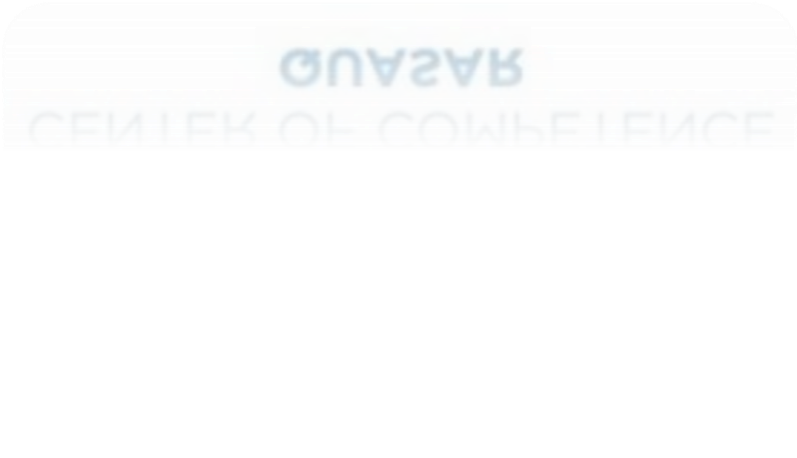 QUASAR
CENTER OF COMPETENCE